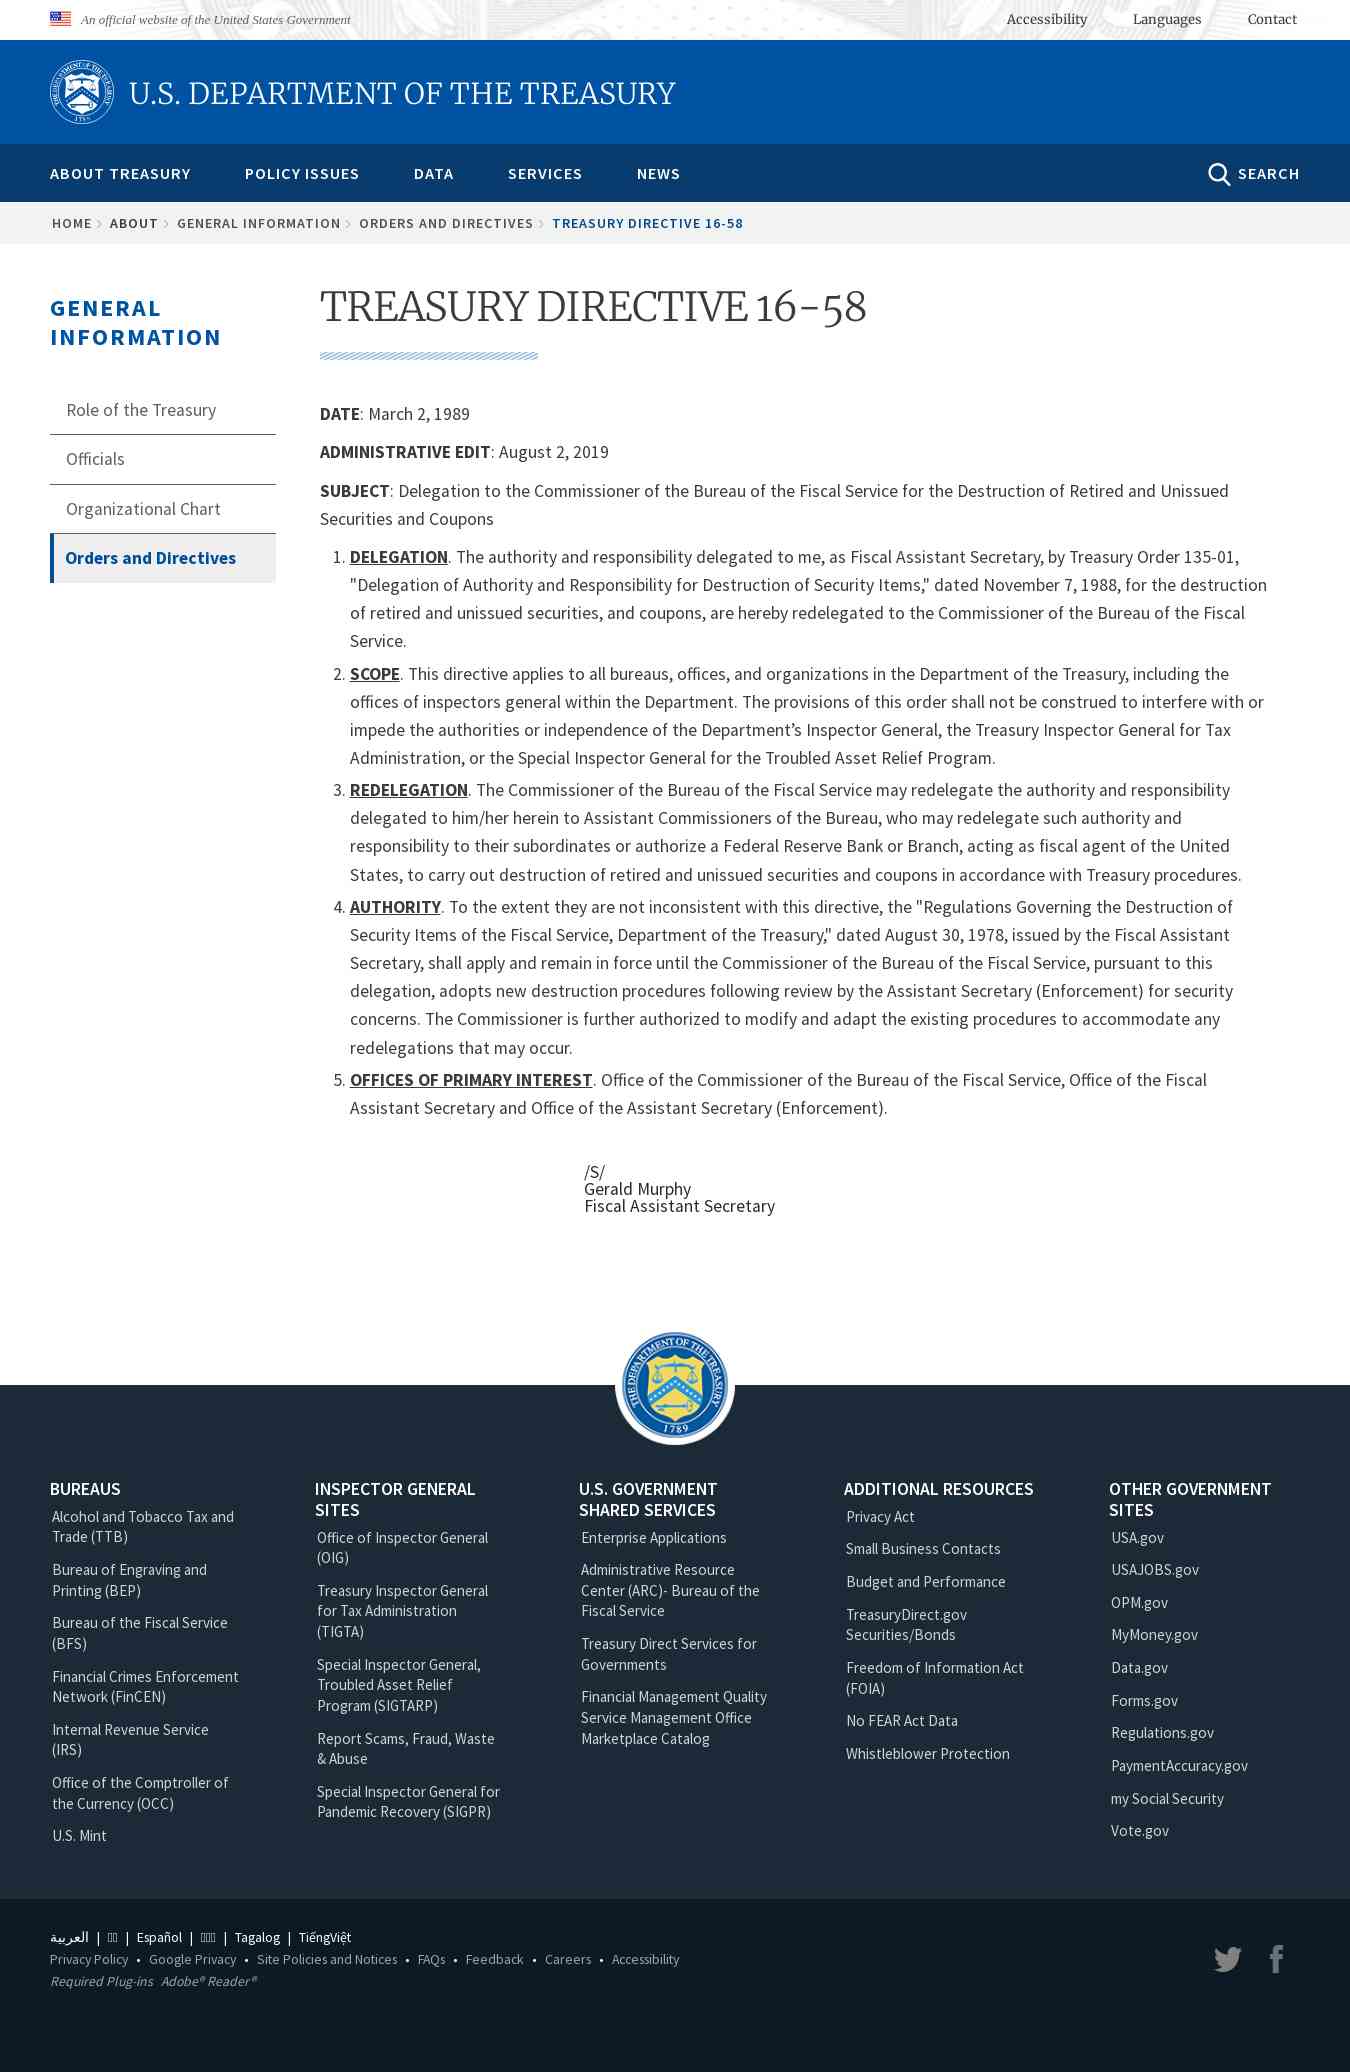 An official website of the United States Government
Accessibility Languages Contact
U.S. DEPARTMENT OF THE TREASURY
ABOUT TREASURY POLICY ISSUES DATA SERVICES NEWS SEARCH
HOME ABOUT GENERAL INFORMATION ORDERS AND DIRECTIVES TREASURY DIRECTIVE 16-58
GENERAL
INFORMATION
Role of the Treasury
Officials
Organizational Chart
Orders and Directives
TREASURY DIRECTIVE 16-58
DATE: March 2, 1989
ADMINISTRATIVE EDIT: August 2, 2019
SUBJECT: Delegation to the Commissioner of the Bureau of the Fiscal Service for the Destruction of Retired and Unissued
Securities and Coupons
1. DELEGATION. The authority and responsibility delegated to me, as Fiscal Assistant Secretary, by Treasury Order 135-01,
"Delegation of Authority and Responsibility for Destruction of Security Items," dated November 7, 1988, for the destruction
of retired and unissued securities, and coupons, are hereby redelegated to the Commissioner of the Bureau of the Fiscal
Service.
2. SCOPE. This directive applies to all bureaus, offices, and organizations in the Department of the Treasury, including the
offices of inspectors general within the Department. The provisions of this order shall not be construed to interfere with or
impede the authorities or independence of the Department’s Inspector General, the Treasury Inspector General for Tax
Administration, or the Special Inspector General for the Troubled Asset Relief Program.
3. REDELEGATION. The Commissioner of the Bureau of the Fiscal Service may redelegate the authority and responsibility
delegated to him/her herein to Assistant Commissioners of the Bureau, who may redelegate such authority and
responsibility to their subordinates or authorize a Federal Reserve Bank or Branch, acting as fiscal agent of the United
States, to carry out destruction of retired and unissued securities and coupons in accordance with Treasury procedures.
4. AUTHORITY. To the extent they are not inconsistent with this directive, the "Regulations Governing the Destruction of
Security Items of the Fiscal Service, Department of the Treasury," dated August 30, 1978, issued by the Fiscal Assistant
Secretary, shall apply and remain in force until the Commissioner of the Bureau of the Fiscal Service, pursuant to this
delegation, adopts new destruction procedures following review by the Assistant Secretary (Enforcement) for security
concerns. The Commissioner is further authorized to modify and adapt the existing procedures to accommodate any
redelegations that may occur.
5. OFFICES OF PRIMARY INTEREST. Office of the Commissioner of the Bureau of the Fiscal Service, Office of the Fiscal
Assistant Secretary and Office of the Assistant Secretary (Enforcement).
/S/
Gerald Murphy
Fiscal Assistant Secretary
THE DEPARTMENT OF THE TREASURY
1789
BUREAUS
Alcohol and Tobacco Tax and
Trade (TTB)
Bureau of Engraving and
Printing (BEP)
Bureau of the Fiscal Service
(BFS)
Financial Crimes Enforcement
Network (FinCEN)
Internal Revenue Service
(IRS)
Office of the Comptroller of
the Currency (OCC)
U.S. Mint
INSPECTOR GENERAL
SITES
Office of Inspector General
(OIG)
Treasury Inspector General
for Tax Administration
(TIGTA)
Special Inspector General,
Troubled Asset Relief
Program (SIGTARP)
Report Scams, Fraud, Waste
& Abuse
Special Inspector General for
Pandemic Recovery (SIGPR)
U.S. GOVERNMENT
SHARED SERVICES
Enterprise Applications
Administrative Resource
Center (ARC)- Bureau of the
Fiscal Service
Treasury Direct Services for
Governments
Financial Management Quality
Service Management Office
Marketplace Catalog
ADDITIONAL RESOURCES
Privacy Act
Small Business Contacts
Budget and Performance
TreasuryDirect.gov
Securities/Bonds
Freedom of Information Act
(FOIA)
No FEAR Act Data
Whistleblower Protection
OTHER GOVERNMENT
SITES
USA.gov
USAJOBS.gov
OPM.gov
MyMoney.gov
Data.gov
Forms.gov
Regulations.gov
PaymentAccuracy.gov
my Social Security
Vote.gov
العربية | | Español | | Tagalog | TiếngViệt
Privacy Policy • Google Privacy • Site Policies and Notices • FAQs • Feedback • Careers • Accessibility
Required Plug-ins Adobe® Reader®